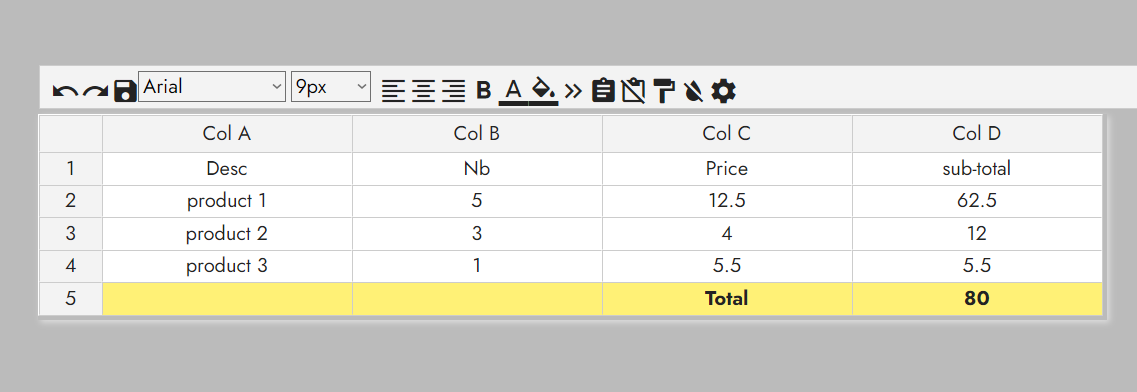 Arial 9px B A
Col A Col B Col C Col D
1 Desc Nb Price sub-total
2 product 1 5 12.5 62.5
3 product 2 3 4 12
4 product 3 1 5.5 5.5
5 Total 80